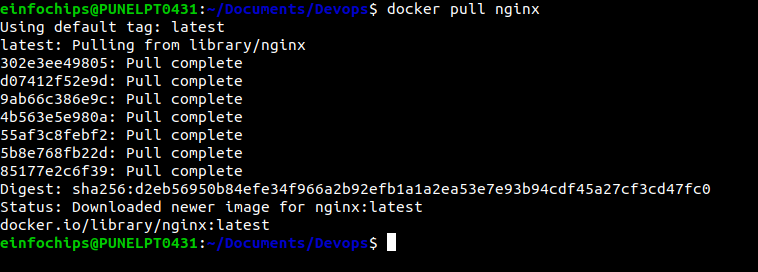 einfochips@PUNELPT0431:~/Documents/Devops$ docker pull nginx
Using default tag: latest
latest: Pulling from library/nginx
302e3ee49805: Pull complete
d07412f52e9d: Pull complete
9ab66c386e9c: Pull complete
4b563e5e980a: Pull complete
55af3c8febf2: Pull complete
5b8e768fb22d: Pull complete
85177e2c6f39: Pull complete
Digest: sha256:d2eb56950b84efe34f966a2b92efb1a1a2ea53e7e93b94cdf45a27cf3cd47fc0
Status: Downloaded newer image for nginx:latest
docker.io/library/nginx:latest
einfochips@PUNELPT0431:~/Documents/Devops$